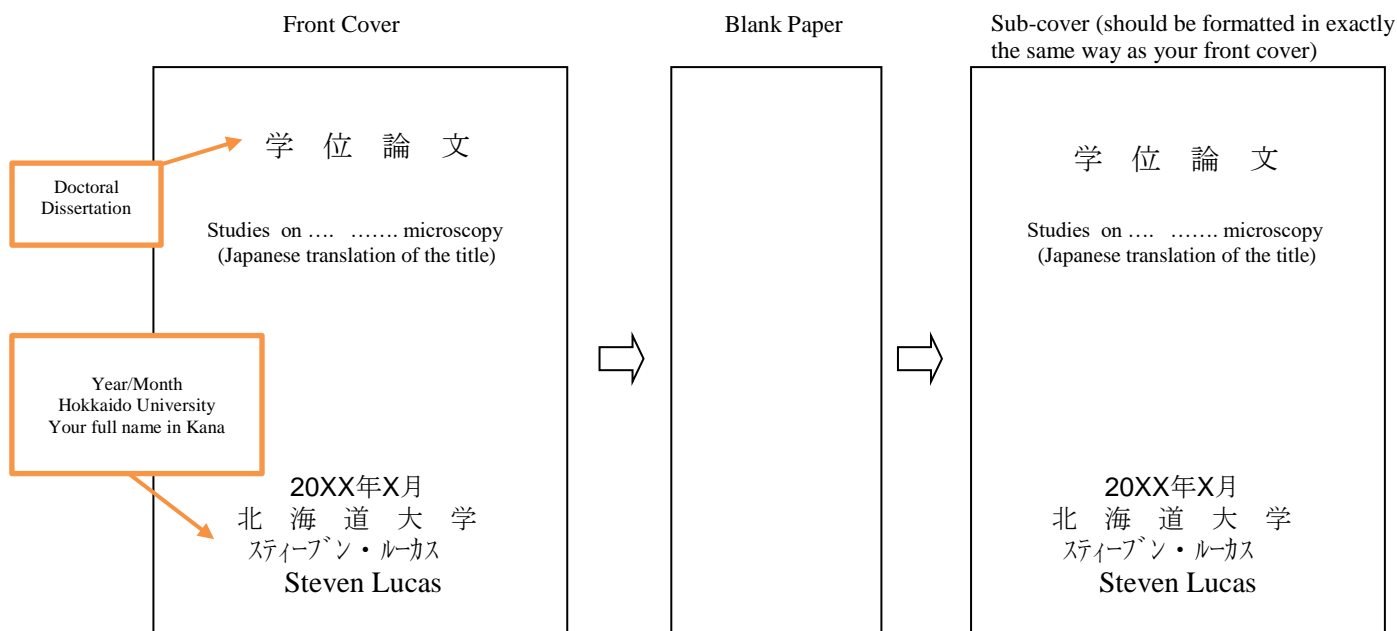 Front Cover
Blank Paper
Sub-cover (should be formatted in exactly
the same way as your front cover)
学 位 論 文
Doctoral
Dissertation
Studies on …. ……. microscopy
(Japanese translation of the title)
Year/Month
Hokkaido University
Your full name in Kana
20XX年X月
北 海 道 大 学
スティーブン・ルーカス
Steven Lucas
学 位 論 文
Studies on …. ……. microscopy
(Japanese translation of the title)
20XX年X月
北 海 道 大 学
スティーブン・ルーカス
Steven Lucas